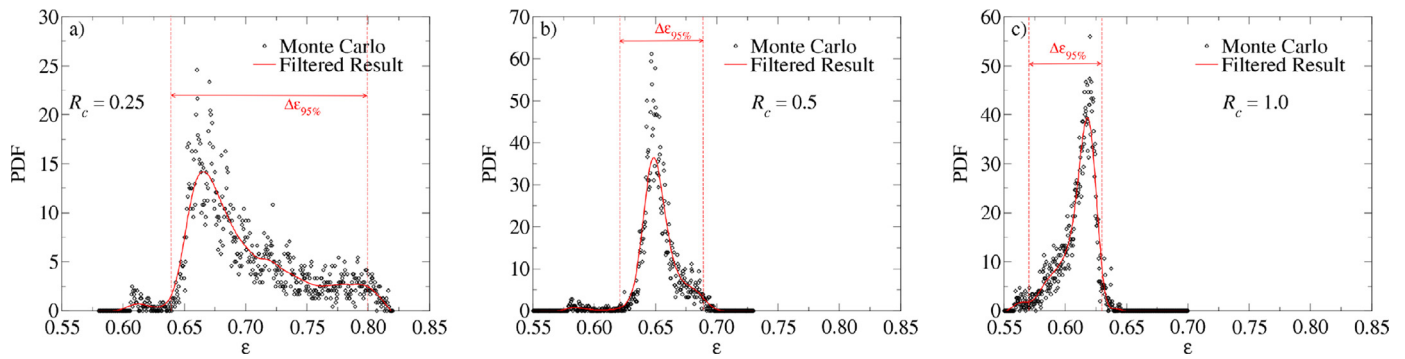 a)
Monte Carlo
Filtered Result
Δε95%
R_c = 0.25
PDF
30
25
20
15
10
5
0
0.55 0.60 0.65 0.70 0.75 0.80 0.85
ε
b)
Δε95%
Monte Carlo
Filtered Result
R_c = 0.5
PDF
70
60
50
40
30
20
10
0
0.55 0.60 0.65 0.70 0.75 0.80 0.85
ε
c)
Δε95%
Monte Carlo
Filtered Result
R_c = 1.0
PDF
60
50
40
30
20
10
0
0.55 0.60 0.65 0.70 0.75 0.80 0.85
ε